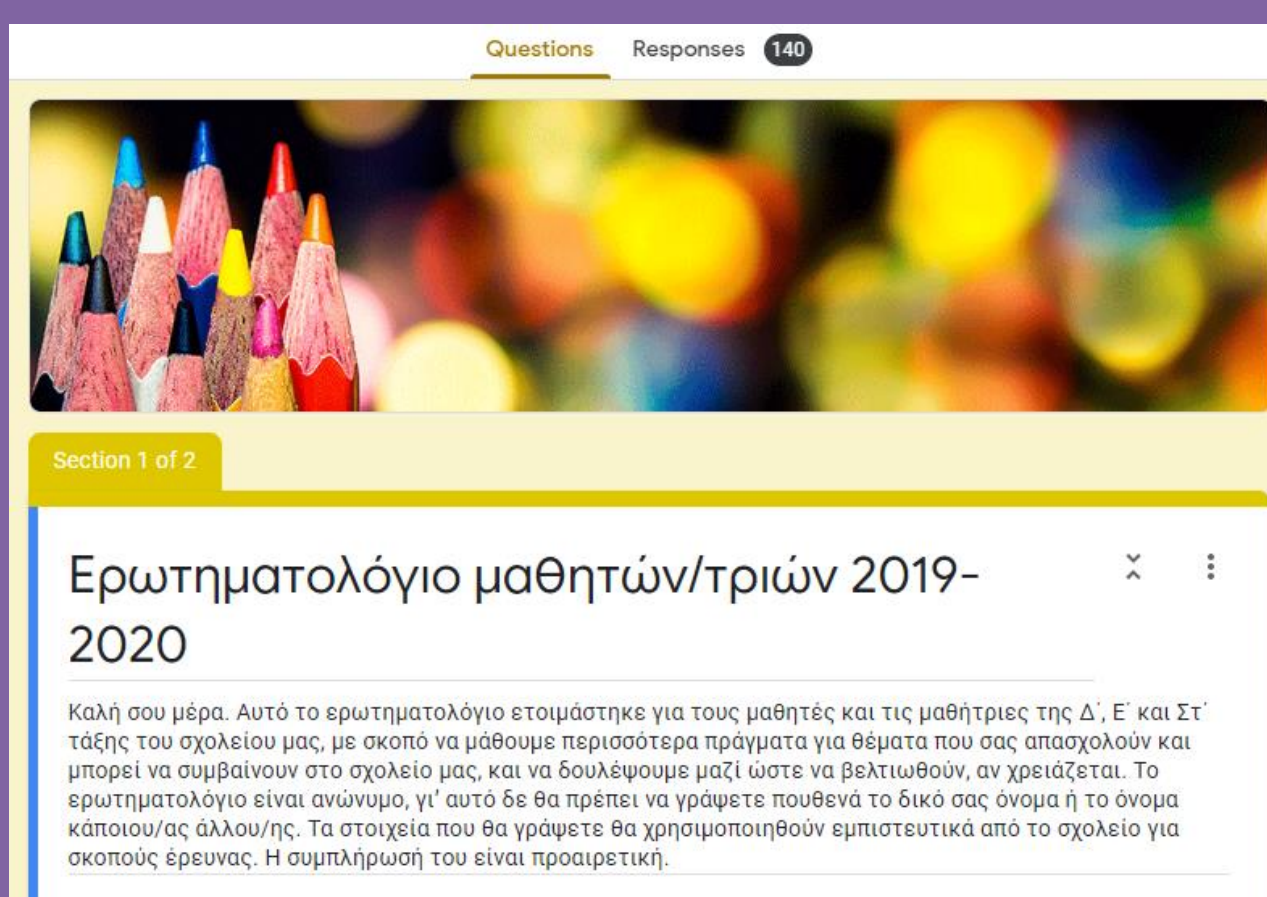 Questions Responses 140
Section 1 of 2
Ερωτηματολόγιο μαθητών/τριών 2019-
2020
Καλή σου μέρα. Αυτό το ερωτηματολόγιο ετοιμάστηκε για τους μαθητές και τις μαθήτριες της Δ΄, Ε΄ και Στ΄
τάξης του σχολείου μας, με σκοπό να μάθουμε περισσότερα πράγματα για θέματα που σας απασχολούν και
μπορεί να συμβαίνουν στο σχολείο μας, και να δουλέψουμε μαζί ώστε να βελτιωθούν, αν χρειάζεται. Το
ερωτηματολόγιο είναι ανώνυμο, γι' αυτό δε θα πρέπει να γράψετε πουθενά το δικό σας όνομα ή το όνομα
κάποιου/ας άλλου/ης. Τα στοιχεία που θα γράψετε θα χρησιμοποιηθούν εμπιστευτικά από το σχολείο για
σκοπούς έρευνας. Η συμπλήρωσή του είναι προαιρετική.